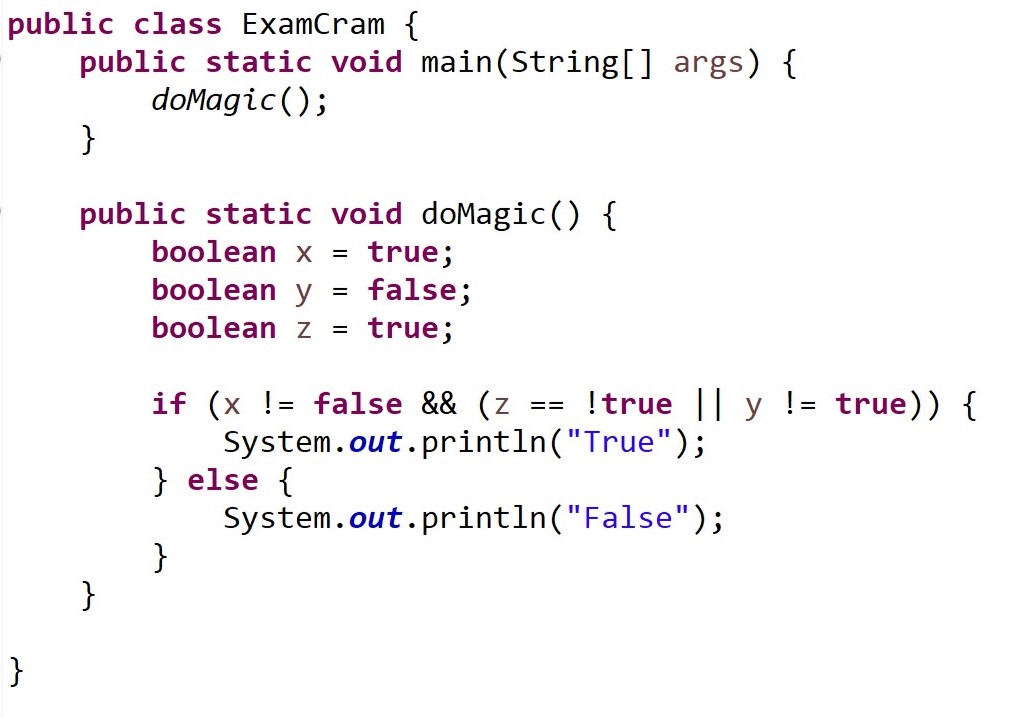 public class ExamCram {
public static void main(String[] args) {
doMagic();
}
public static void doMagic() {
boolean x = true;
boolean y = false;
boolean z = true;
if (x != false && (z == !true || y != true)) {
System.out.println("True");
} else {
System.out.println("False");
}
}
}